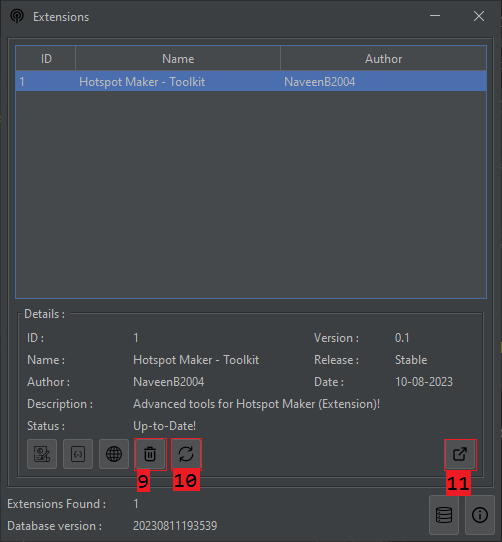 Extensions
ID Name Author
1 Hotspot Maker - Toolkit NaveenB2004
Details :
ID : 1 Version : 0.1
Name : Hotspot Maker - Toolkit Release : Stable
Author : NaveenB2004 Date : 10-08-2023
Description : Advanced tools for Hotspot Maker (Extension)!
Status : Up-to-Date!
9 10 11
Extensions Found : 1
Database version : 20230811193539